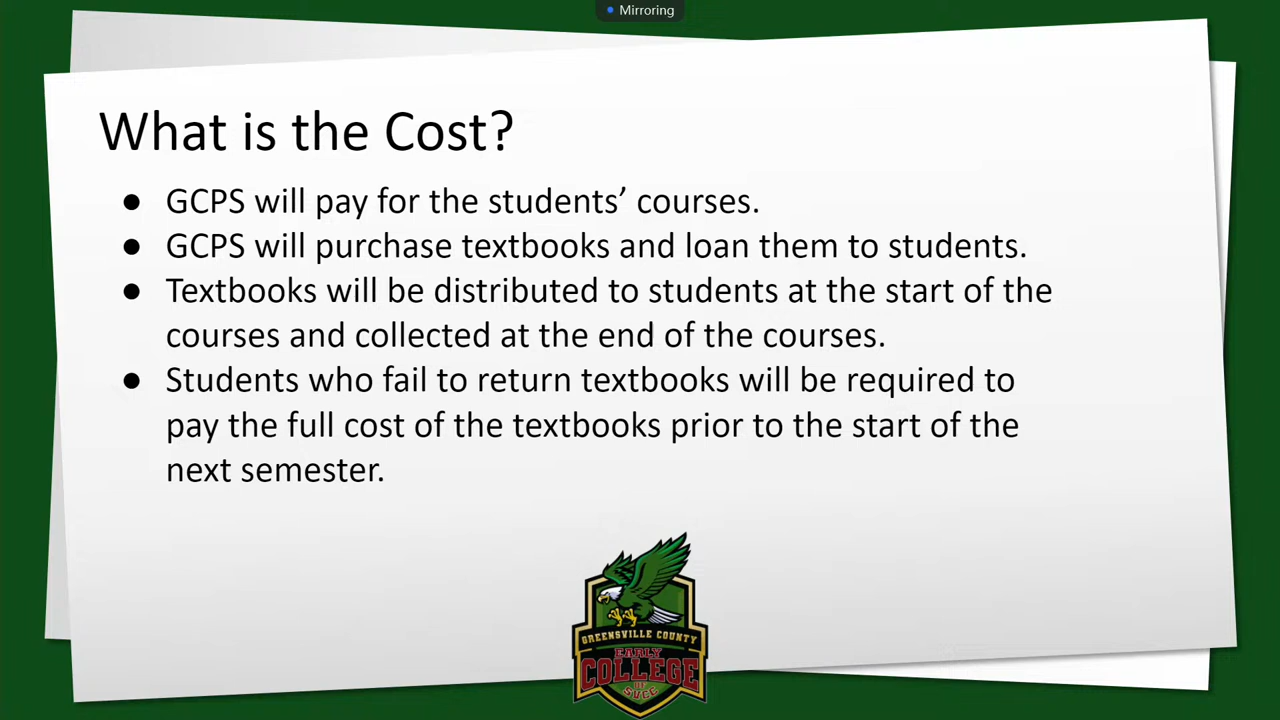 Mirroring
What is the Cost?
● GCPS will pay for the students’ courses.
● GCPS will purchase textbooks and loan them to students.
● Textbooks will be distributed to students at the start of the
courses and collected at the end of the courses.
● Students who fail to return textbooks will be required to
pay the full cost of the textbooks prior to the start of the
next semester.
GREENSVILLE COUNTY
EARLY
COLLEGE
OF
SVCC